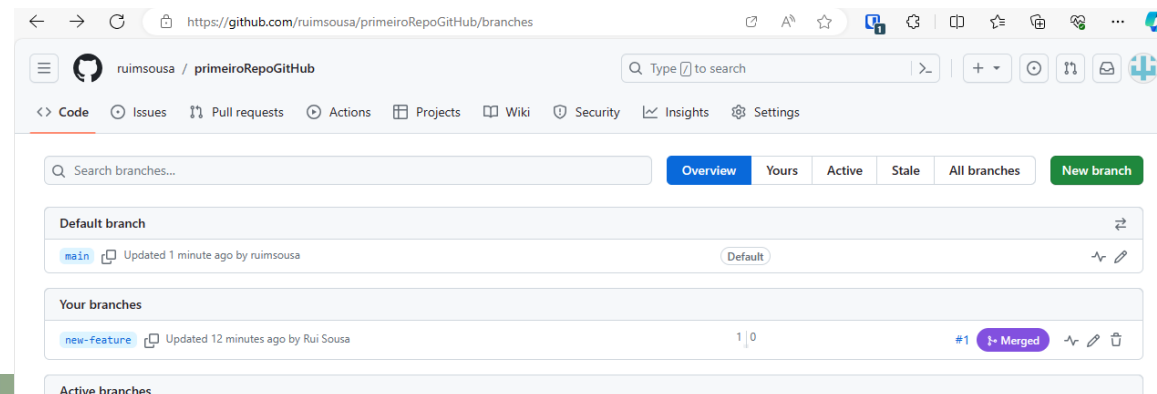 https://github.com/ruimsousa/primeiroRepoGitHub/branches
1
ruimsousa / primeiroRepoGitHub
Type / to search
Code Issues Pull requests Actions Projects Wiki Security Insights Settings
Search branches...
Overview Yours Active Stale All branches New branch
Default branch
main Updated 1 minute ago by ruimsousa Default
Your branches
new-feature Updated 12 minutes ago by Rui Sousa 1 | 0 #1 Merged
Active branches